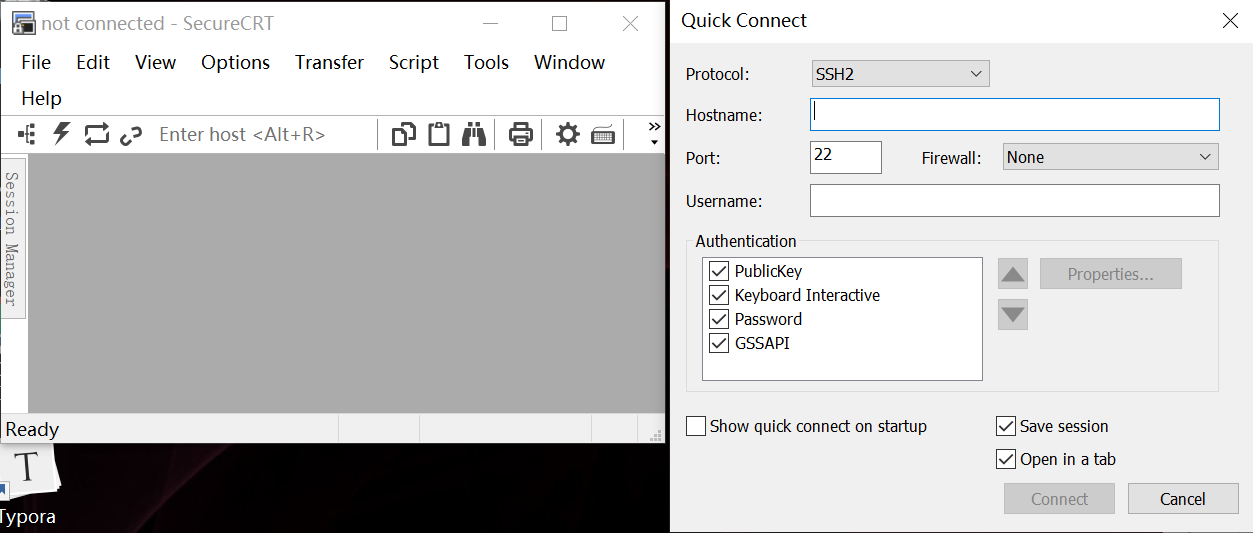 not connected - SecureCRT
File Edit View Options Transfer Script Tools Window
Help
Enter host <Alt+R>
Session Manager
Ready
T
Typora
Quick Connect
Protocol: SSH2
Hostname:
Port: 22 Firewall: None
Username:
Authentication
PublicKey
Keyboard Interactive
Password
GSSAPI
Properties...
Show quick connect on startup Save session
Open in a tab
Connect Cancel